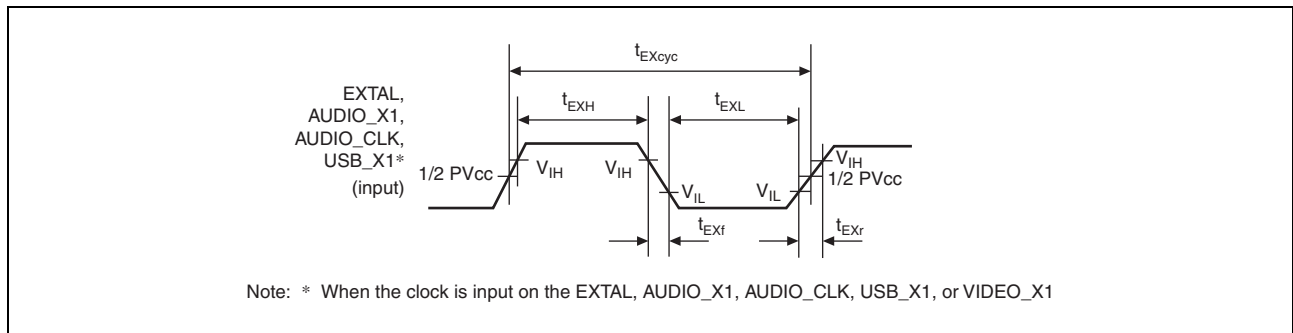 tEXcyc
EXTAL,
AUDIO_X1,
AUDIO_CLK,
USB_X1*
(input)
tEXH
tEXL
1/2 PVcc
VIH
VIH
VIL
VIL
VIH
1/2 PVcc
tEXf
tEXr
Note: * When the clock is input on the EXTAL, AUDIO_X1, AUDIO_CLK, USB_X1, or VIDEO_X1